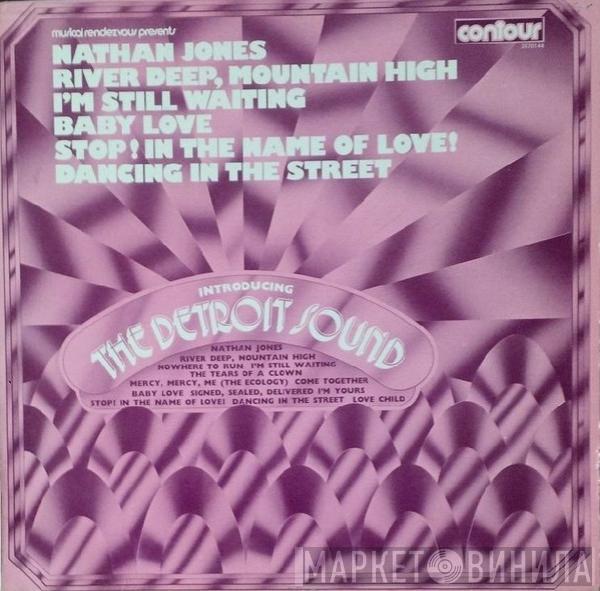 musical rendezvous presents
contour
2870144
NATHAN JONES
RIVER DEEP, MOUNTAIN HIGH
I'M STILL WAITING
BABY LOVE
STOP! IN THE NAME OF LOVE!
DANCING IN THE STREET
INTRODUCING
THE DETROIT SOUND
NATHAN JONES
RIVER DEEP, MOUNTAIN HIGH
NOWHERE TO RUN I'M STILL WAITING
THE TEARS OF A CLOWN
MERCY, MERCY, ME (THE ECOLOGY) COME TOGETHER
BABY LOVE SIGNED, SEALED, DELIVERED I'M YOURS
STOP! IN THE NAME OF LOVE! DANCING IN THE STREET LOVE CHILD
МАРКЕТ ВИНИЛА